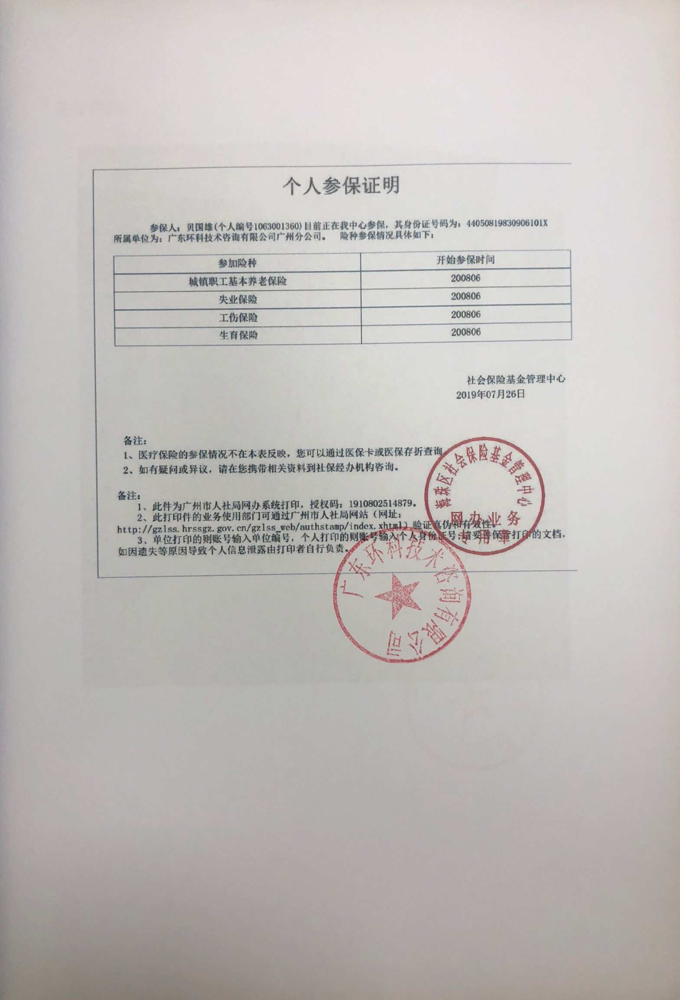 个人参保证明
参保人：贝国雄(个人编号1063001360)目前正在我中心参保，其身份证号码为：44050819830906101X
所属单位为：广东环科技术咨询有限公司广州分公司。 险种参保情况具体如下：
参加险种 开始参保时间
城镇职工基本养老保险 200806
失业保险 200806
工伤保险 200806
生育保险 200806
社会保险基金管理中心
2019年07月26日
备注：
1、医疗保险的参保情况不在本表反映，您可以通过医保卡或医保存折查询
2、如有疑问或异议，请在您携带相关资料到社保经办机构咨询。
备注：
1、此件为广州市人社局网办系统打印，授权码：1910802514879。
2、此打印件的业务使用部门可通过广州市人社局网站（网址：
http://gzlss.hrssgz.gov.cn/gzlss_web/authstamp/index.xhtml）验证真伪和有效性。
3、单位打印的则账号输入单位编号，个人打印的则账号输入个人身份证号;请妥善保管打印的文档，
如因遗失等原因导致个人信息泄露由打印者自行负责。
海珠区社会保险基金管理中心
网办业务
专用章
广东环科技术咨询有限公司